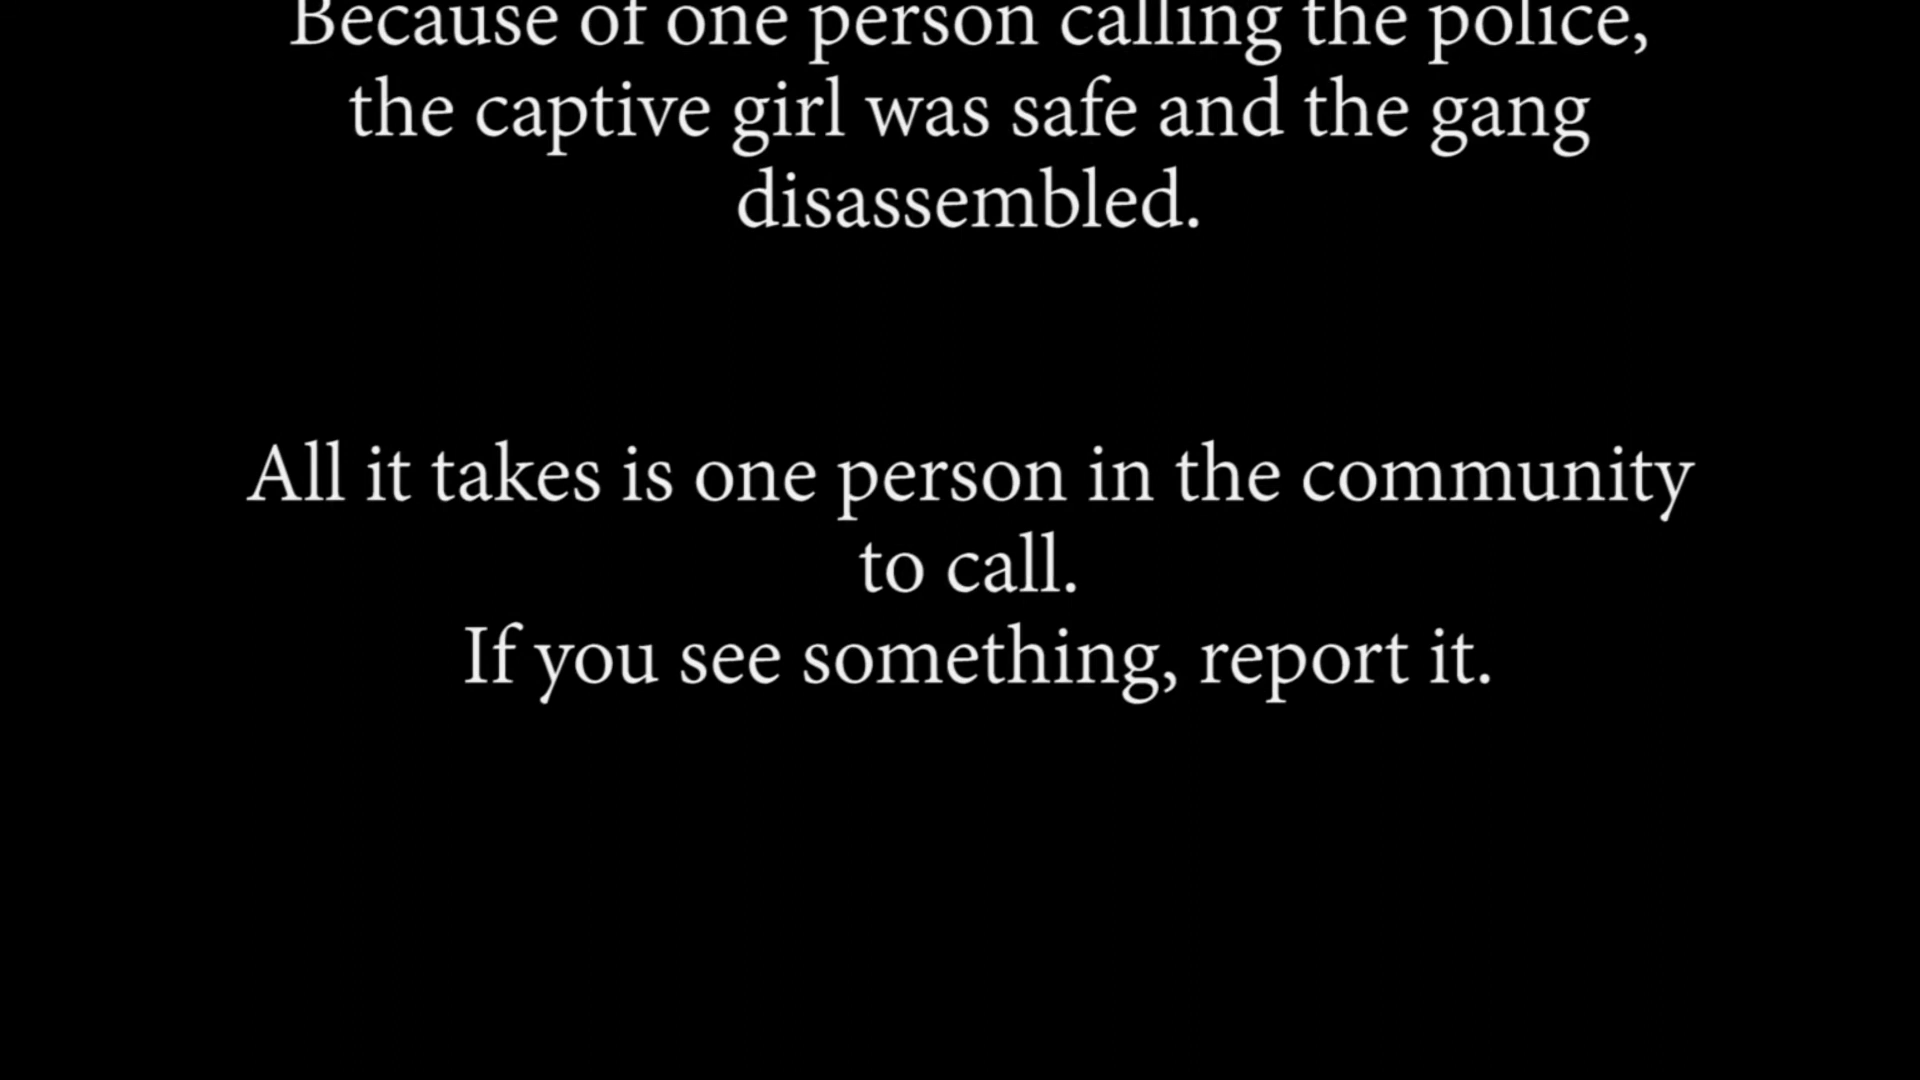 Because of one person calling the police,
the captive girl was safe and the gang
disassembled.
All it takes is one person in the community
to call.
If you see something, report it.